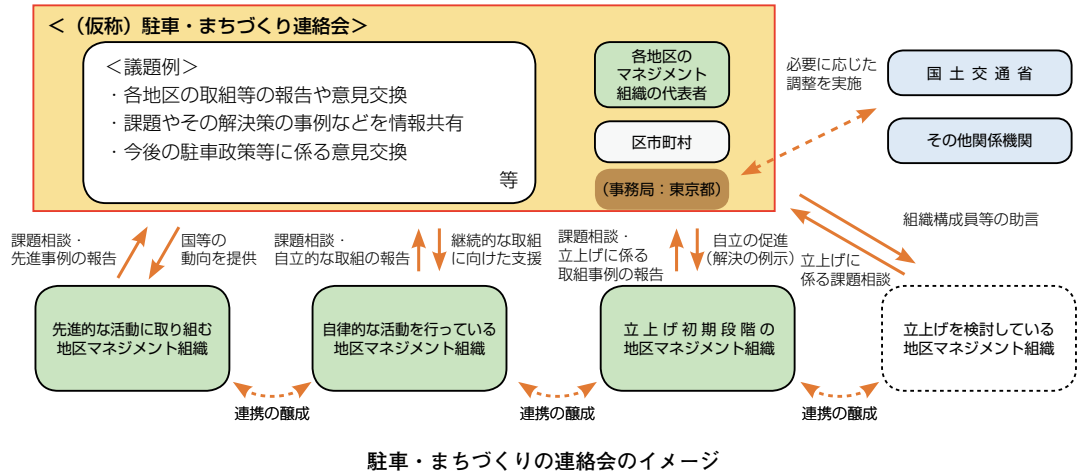 ＜（仮称）駐車・まちづくり連絡会＞
＜議題例＞
・各地区の取組等の報告や意見交換
・課題やその解決策の事例などを情報共有
・今後の駐車政策等に係る意見交換
等
各地区の
マネジメント
組織の代表者
区市町村
（事務局：東京都）
必要に応じた
調整を実施
国土交通省
その他関係機関
課題相談・
先進事例の報告
国等の
動向を提供
課題相談・
自立的な取組の報告
継続的な取組
に向けた支援
課題相談・
立上げに係る
取組事例の報告
自立の促進
（解決の例示）
立上げに
係る課題相談
組織構成員等の助言
先進的な活動に取り組む
地区マネジメント組織
自律的な活動を行っている
地区マネジメント組織
立上げ初期段階の
地区マネジメント組織
立上げを検討している
地区マネジメント組織
連携の醸成
連携の醸成
連携の醸成
駐車・まちづくりの連絡会のイメージ